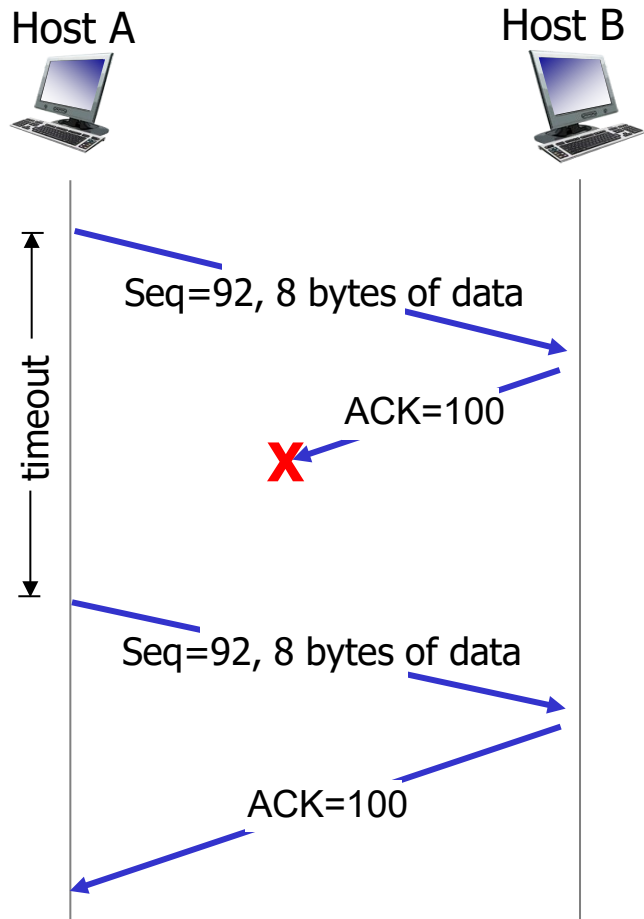 Host A
Host B
Seq=92, 8 bytes of data
ACK=100
X
timeout
Seq=92, 8 bytes of data
ACK=100